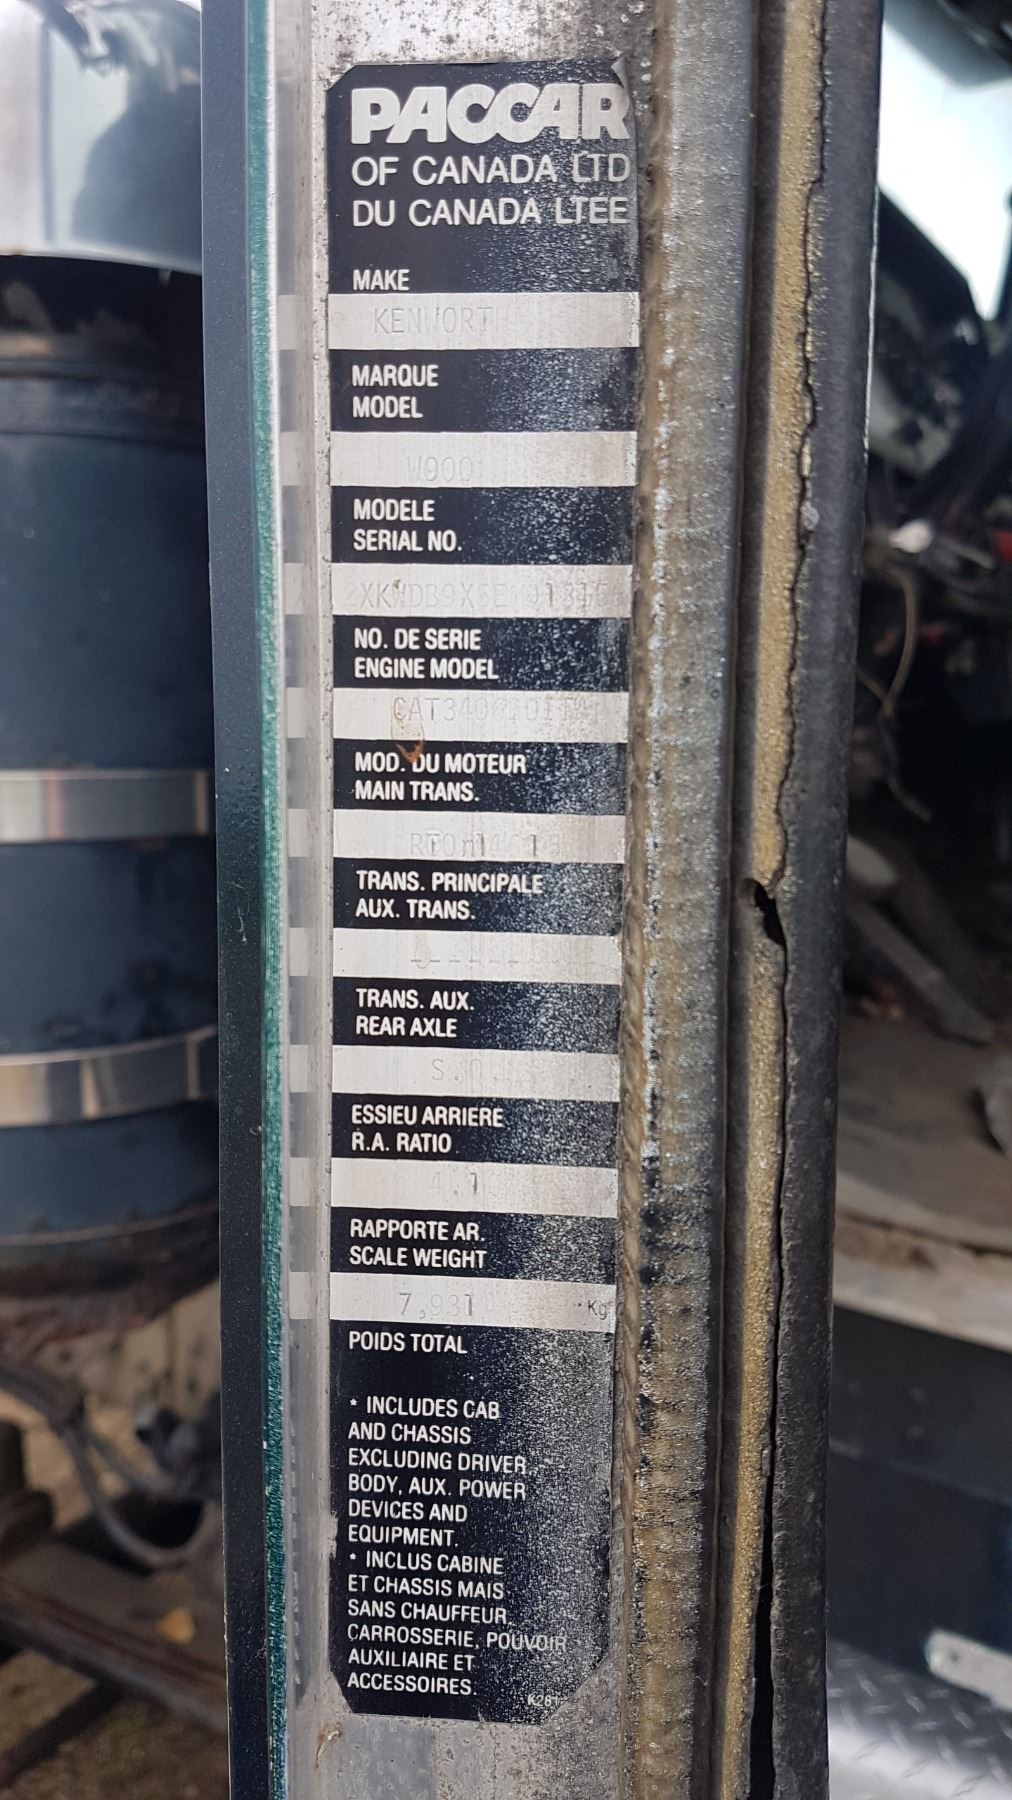 PACCAR
OF CANADA LTD
DU CANADA LTEE
MAKE
KENWORTH
MARQUE
MODEL
W900
MODELE
SERIAL NO.
NO. DE SERIE
ENGINE MODEL
MOD. DU MOTEUR
MAIN TRANS.
TRANS. PRINCIPALE
AUX. TRANS.
TRANS. AUX.
REAR AXLE
ESSIEU ARRIERE
R.A. RATIO
4.10
RAPPORTE AR.
SCALE WEIGHT
7,931 *Kg
POIDS TOTAL
* INCLUDES CAB
AND CHASSIS
EXCLUDING DRIVER
BODY, AUX. POWER
DEVICES AND
EQUIPMENT.
* INCLUS CABINE
ET CHASSIS MAIS
SANS CHAUFFEUR
CARROSSERIE, POUVOIR
AUXILIAIRE ET
ACCESSOIRES.